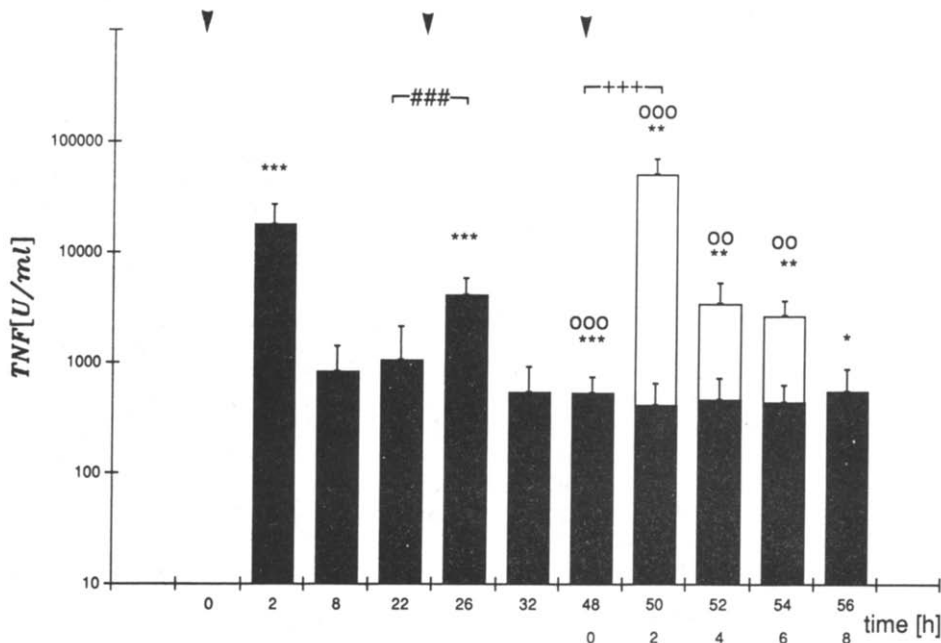 ###
+++
ooo
**
100000
***
10000
***
oo
**
oo
**
TNF[U/ml]
ooo
***
*
1000
100
10
0 2 8 22 26 32 48 50 52 54 56
time [h]
0 2 4 6 8